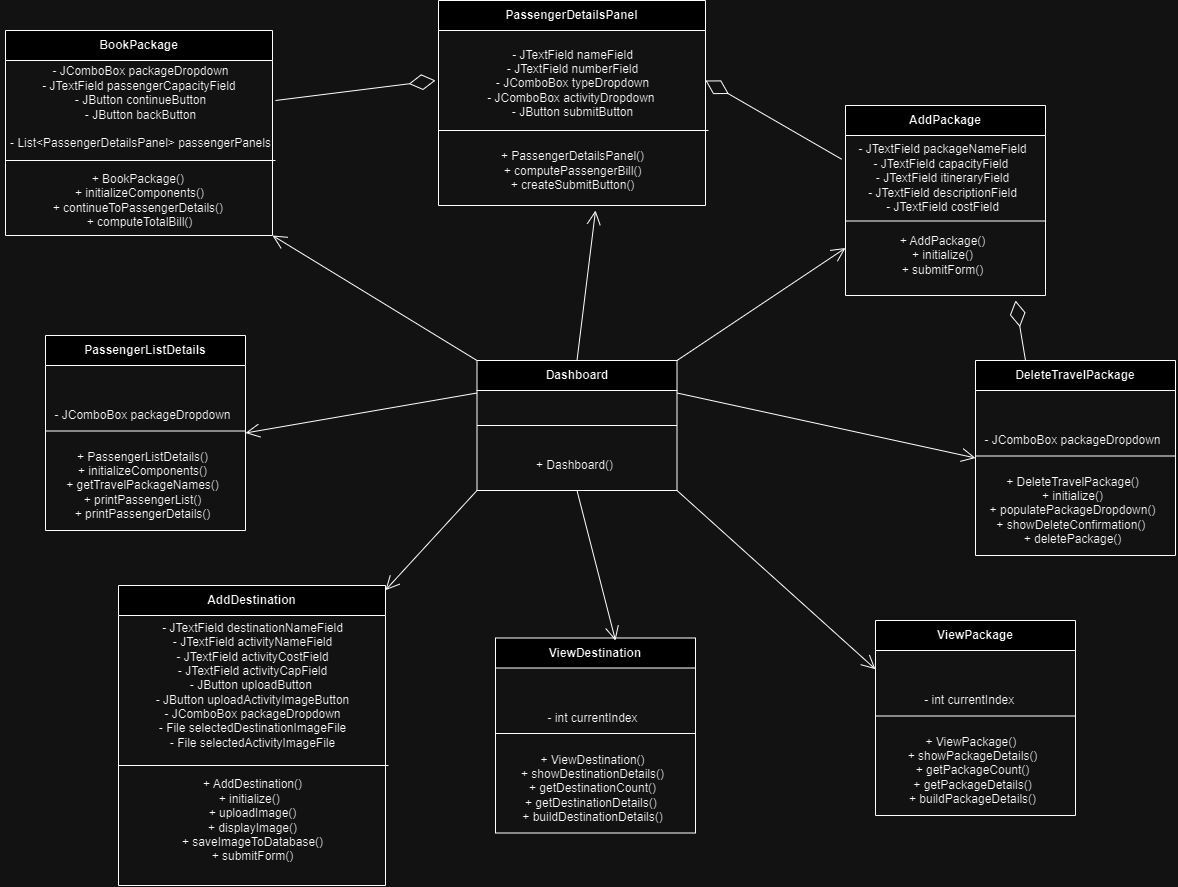 PassengerDetailsPanel
- JTextField nameField
- JTextField numberField
- JComboBox typeDropdown
- JComboBox activityDropdown
- JButton submitButton
+ PassengerDetailsPanel()
+ computePassengerBill()
+ createSubmitButton()
BookPackage
- JComboBox packageDropdown
- JTextField passengerCapacityField
- JButton continueButton
- JButton backButton
- List<PassengerDetailsPanel> passengerPanels
+ BookPackage()
+ initializeComponents()
+ continueToPassengerDetails()
+ computeTotalBill()
AddPackage
- JTextField packageNameField
- JTextField capacityField
- JTextField itineraryField
- JTextField descriptionField
- JTextField costField
+ AddPackage()
+ initialize()
+ submitForm()
PassengerListDetails
- JComboBox packageDropdown
+ PassengerListDetails()
+ initializeComponents()
+ getTravelPackageNames()
+ printPassengerList()
+ printPassengerDetails()
Dashboard
+ Dashboard()
DeleteTravelPackage
- JComboBox packageDropdown
+ DeleteTravelPackage()
+ initialize()
+ populatePackageDropdown()
+ showDeleteConfirmation()
+ deletePackage()
AddDestination
- JTextField destinationNameField
- JTextField activityNameField
- JTextField activityCostField
- JTextField activityCapField
- JButton uploadButton
- JButton uploadActivityImageButton
- JComboBox packageDropdown
- File selectedDestinationImageFile
- File selectedActivityImageFile
+ AddDestination()
+ initialize()
+ uploadImage()
+ displayImage()
+ saveImageToDatabase()
+ submitForm()
ViewDestination
- int currentIndex
+ ViewDestination()
+ showDestinationDetails()
+ getDestinationCount()
+ getDestinationDetails()
+ buildDestinationDetails()
ViewPackage
- int currentIndex
+ ViewPackage()
+ showPackageDetails()
+ getPackageCount()
+ getPackageDetails()
+ buildPackageDetails()